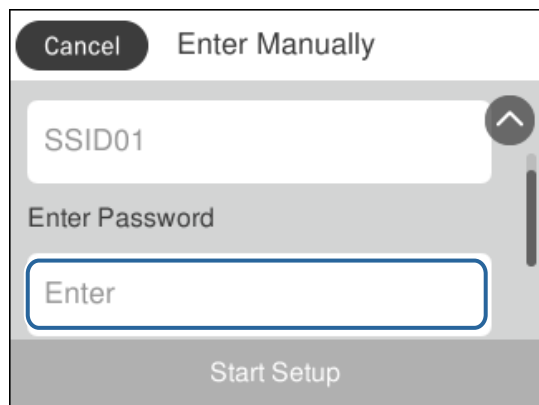 Cancel Enter Manually
SSID01
Enter Password
Enter
Start Setup